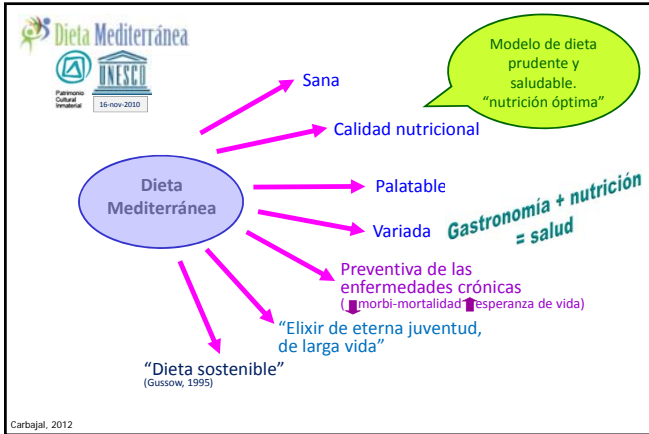 Dieta Mediterránea
Patrimonio
Cultural
Inmaterial
UNESCO
16-nov-2010
Modelo de dieta
prudente y
saludable.
“nutrición óptima”
Sana
Calidad nutricional
Dieta
Mediterránea
Palatable
Variada
Gastronomía + nutrición
= salud
Preventiva de las
enfermedades crónicas
( morbi-mortalidad esperanza de vida)
“Elixir de eterna juventud,
de larga vida”
“Dieta sostenible”
(Gussow, 1995)
Carbajal, 2012